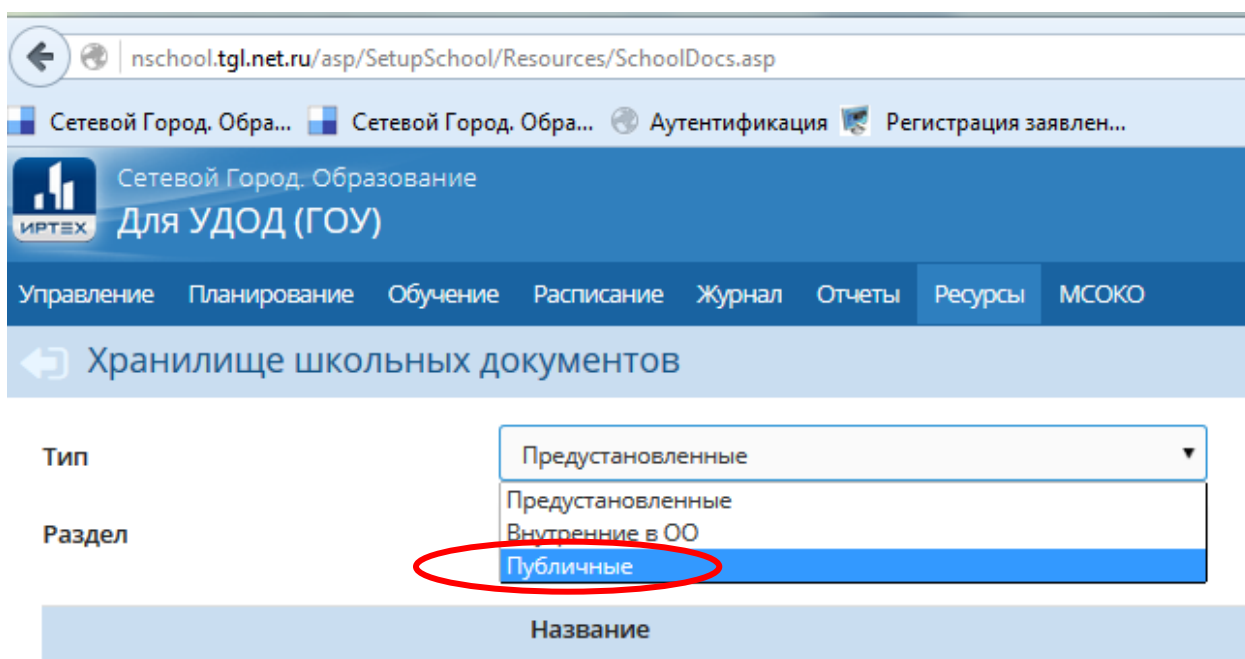 nschool.tgl.net.ru/asp/SetupSchool/Resources/SchoolDocs.asp
Сетевой Город. Обра... Сетевой Город. Обра... Аутентификация Регистрация заявлен...
Сетевой Город. Образование
ИРТЕХ Для УДОД (ГОУ)
Управление Планирование Обучение Расписание Журнал Отчеты Ресурсы МСОКО
Хранилище школьных документов
Тип Предустановленные
Предустановленные
Раздел Внутренние в ОО
Публичные
Название